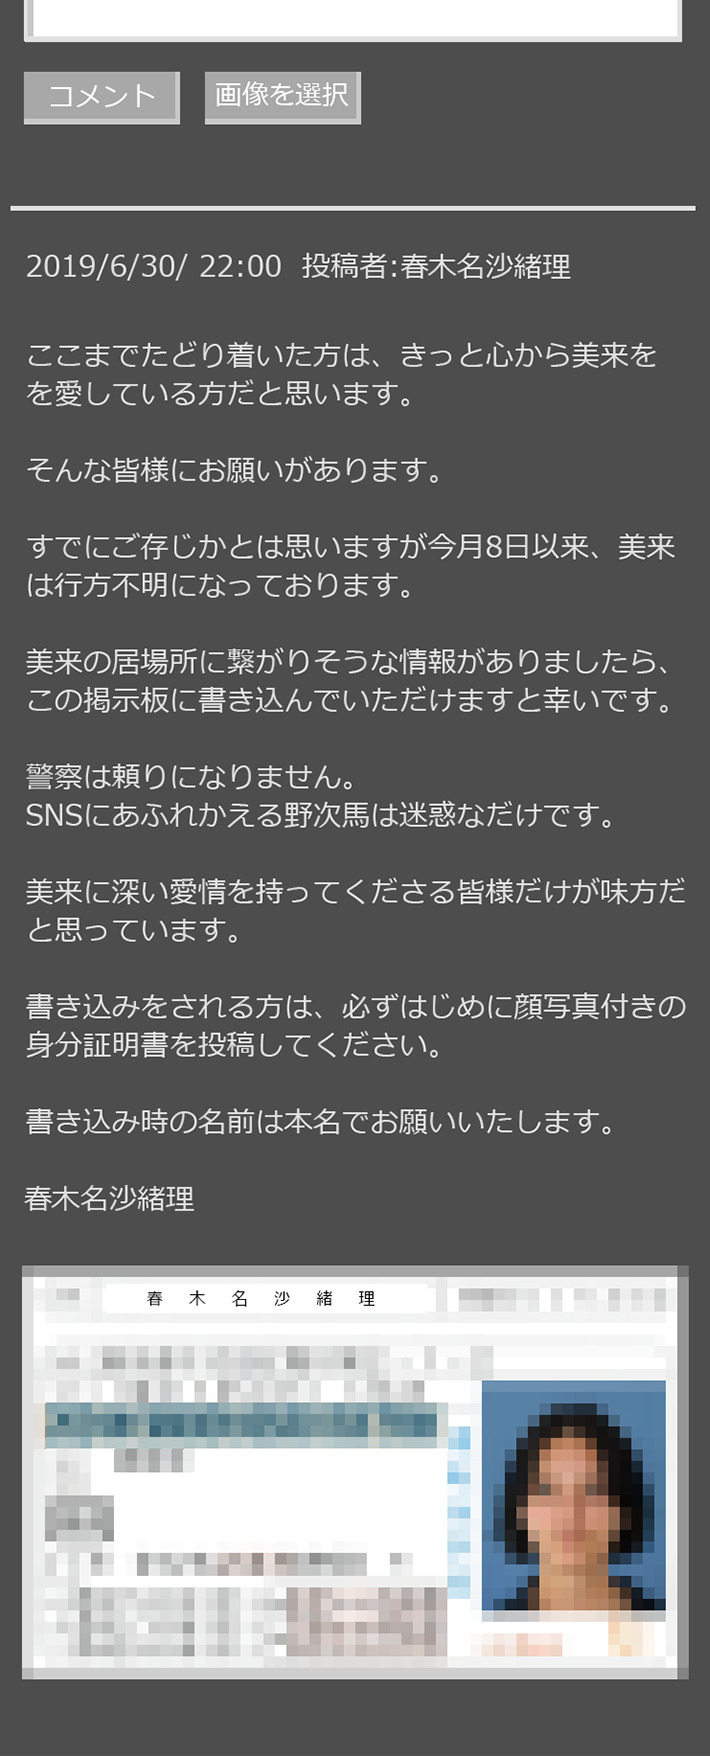 コメント 画像を選択
2019/6/30/ 22:00 投稿者:春木名沙緒理
ここまでたどり着いた方は、きっと心から美来を
を愛している方だと思います。
そんな皆様にお願いがあります。
すでにご存じかとは思いますが今月8日以来、美来
は行方不明になっております。
美来の居場所に繋がりそうな情報がありましたら、
この掲示板に書き込んでいただけますと幸いです。
警察は頼りになりません。
SNSにあふれかえる野次馬は迷惑なだけです。
美来に深い愛情を持ってくださる皆様だけが味方だ
と思っています。
書き込みをされる方は、必ずはじめに顔写真付きの
身分証明書を投稿してください。
書き込み時の名前は本名でお願いいたします。
春木名沙緒理
春 木 名 沙 緒 理